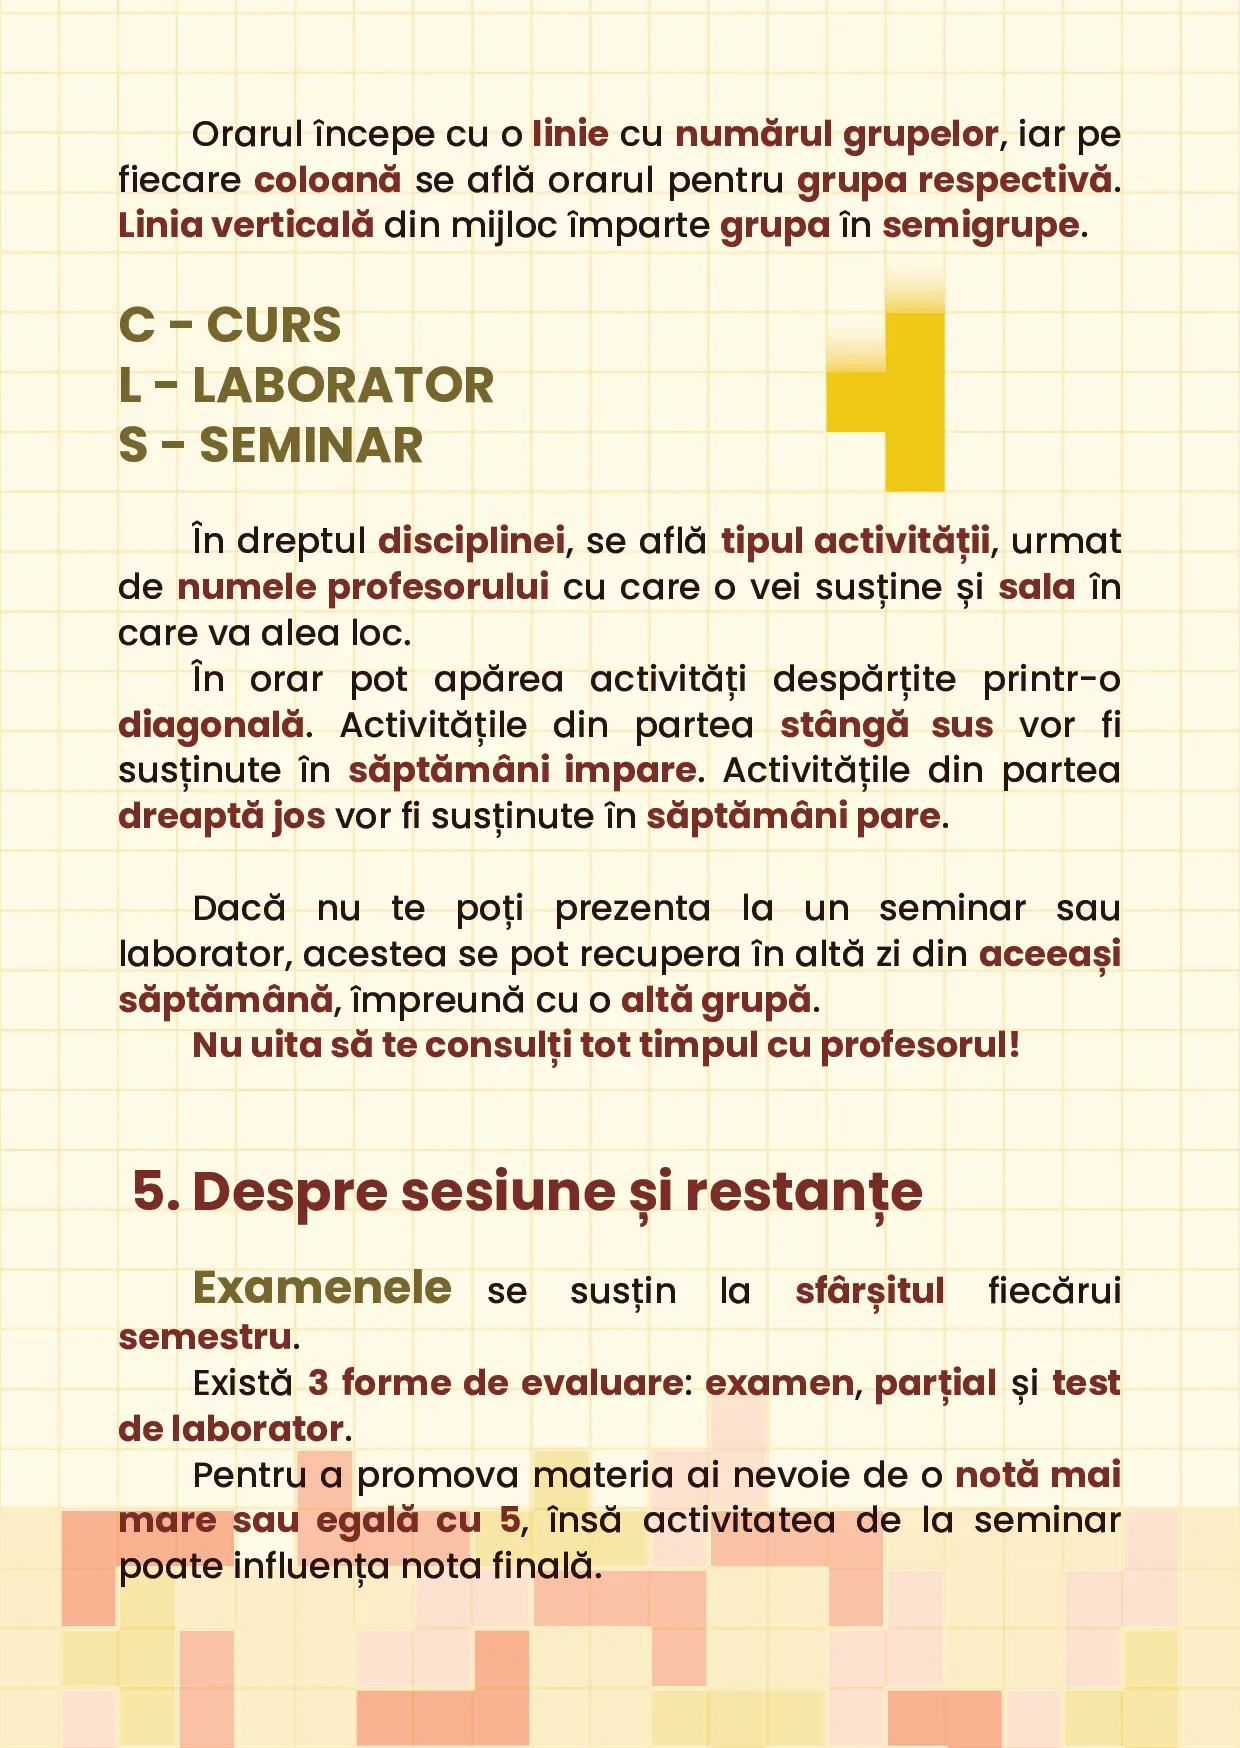 Orarul începe cu o linie cu numărul grupelor, iar pe
fiecare coloană se află orarul pentru grupa respectivă.
Linia verticală din mijloc împarte grupa în semigrupe.
C - CURS
L - LABORATOR
S - SEMINAR
În dreptul disciplinei, se află tipul activității, urmat
de numele profesorului cu care o vei susține și sala în
care va alea loc.
În orar pot apărea activități despărțite printr-o
diagonală. Activitățile din partea stângă sus vor fi
susținute în săptămâni impare. Activitățile din partea
dreaptă jos vor fi susținute în săptămâni pare.
Dacă nu te poți prezenta la un seminar sau
laborator, acestea se pot recupera în altă zi din aceeași
săptămână, împreună cu o altă grupă.
Nu uita să te consulți tot timpul cu profesorul!
5. Despre sesiune și restanțe
Examenele se susțin la sfârșitul fiecărui
semestru.
Există 3 forme de evaluare: examen, parțial și test
de laborator.
Pentru a promova materia ai nevoie de o notă mai
mare sau egală cu 5, însă activitatea de la seminar
poate influența nota finală.